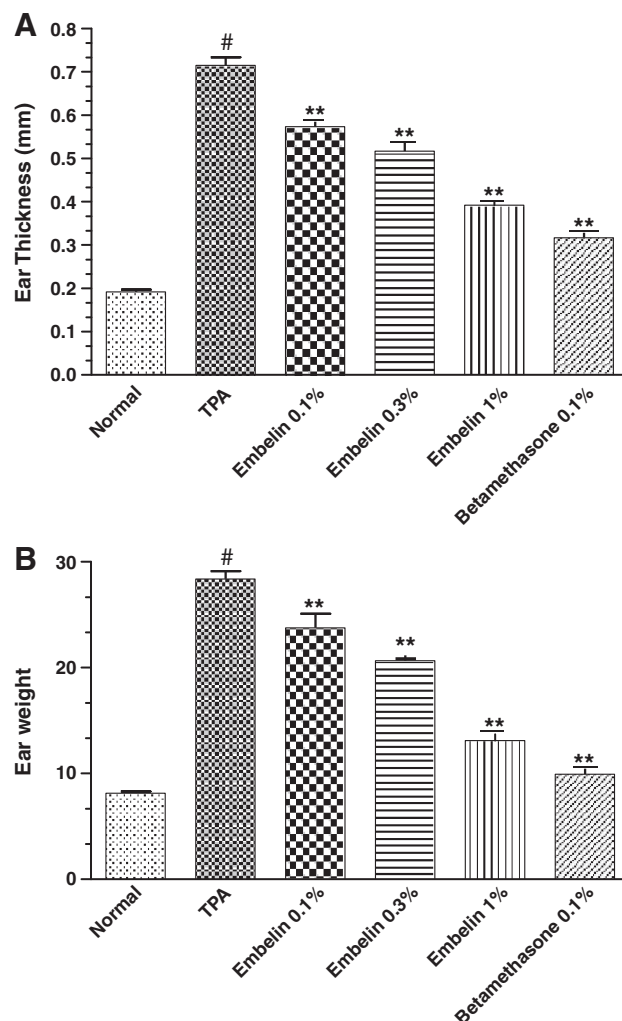 A
Ear Thickness (mm)
0.8
0.7
0.6
0.5
0.4
0.3
0.2
0.1
0.0
#
**
**
**
**
Normal
TPA
Embelin 0.1%
Embelin 0.3%
Embelin 1%
Betamethasone 0.1%
B
Ear weight
30
20
10
0
#
**
**
**
**
Normal
TPA
Embelin 0.1%
Embelin 0.3%
Embelin 1%
Betamethasone 0.1%